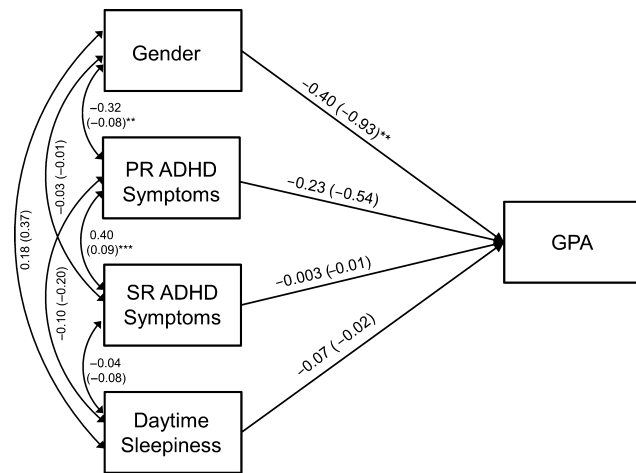 Gender
−0.40 (−0.93)**
−0.32
(−0.08)**
PR ADHD
Symptoms
−0.23 (−0.54)
−0.03 (−0.01)
0.18 (0.37)
GPA
0.40
(0.09)***
−0.003 (−0.01)
SR ADHD
Symptoms
−0.10 (−0.20)
−0.07 (−0.02)
−0.04
(−0.08)
Daytime
Sleepiness